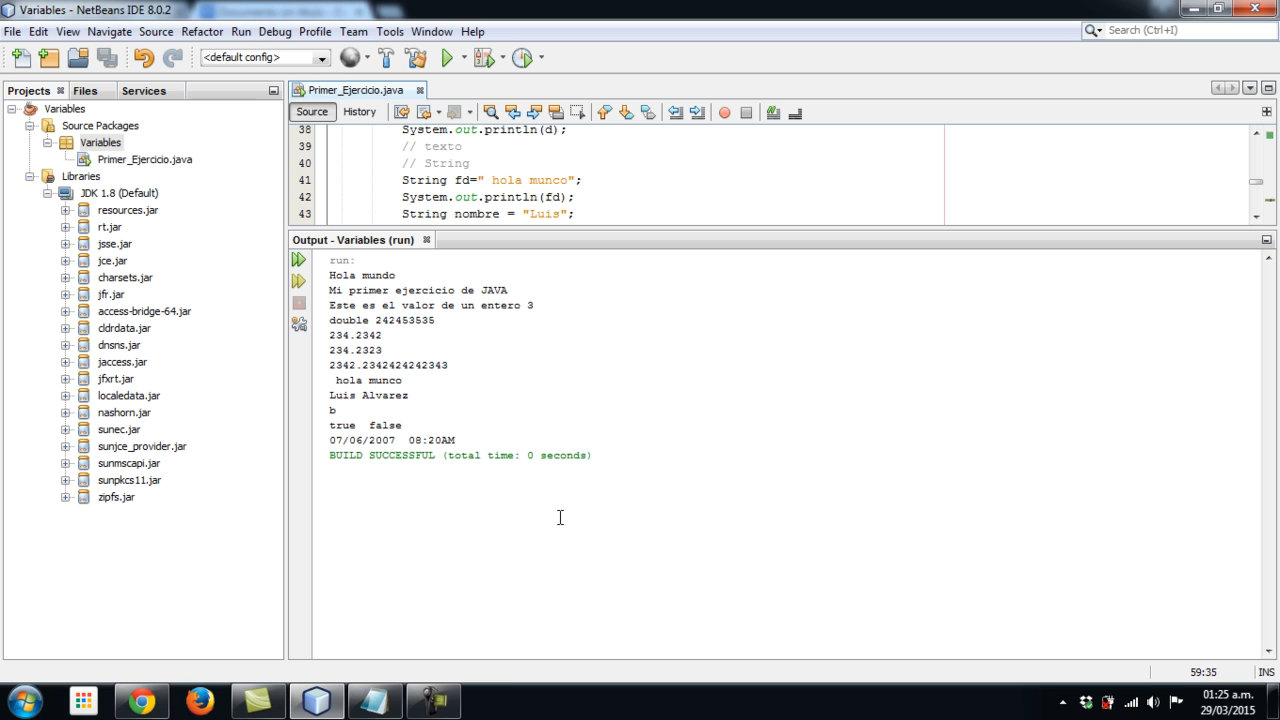 Variables - NetBeans IDE 8.0.2
File Edit View Navigate Source Refactor Run Debug Profile Team Tools Window Help
Search (Ctrl+I)
<default config>
Projects Files Services
Variables
Source Packages
Variables
Primer_Ejercicio.java
Libraries
JDK 1.8 (Default)
resources.jar
rt.jar
jsse.jar
jce.jar
charsets.jar
jfr.jar
access-bridge-64.jar
cldrdata.jar
dnsns.jar
jaccess.jar
jfxrt.jar
localedata.jar
nashorn.jar
sunec.jar
sunjce_provider.jar
sunmscapi.jar
sunpkcs11.jar
zipfs.jar
Primer_Ejercicio.java
Source History
38 System.out.println(d);
39 // texto
40 // String
41 String fd=" hola munco";
42 System.out.println(fd);
43 String nombre = "Luis";
Output - Variables (run)
run:
Hola mundo
Mi primer ejercicio de JAVA
Este es el valor de un entero 3
double 242453535
234.2342
234.2323
2342.2342424242343
hola munco
Luis Alvarez
b
true false
07/06/2007 08:20AM
BUILD SUCCESSFUL (total time: 0 seconds)
59:35 INS
01:25 a.m.
29/03/2015